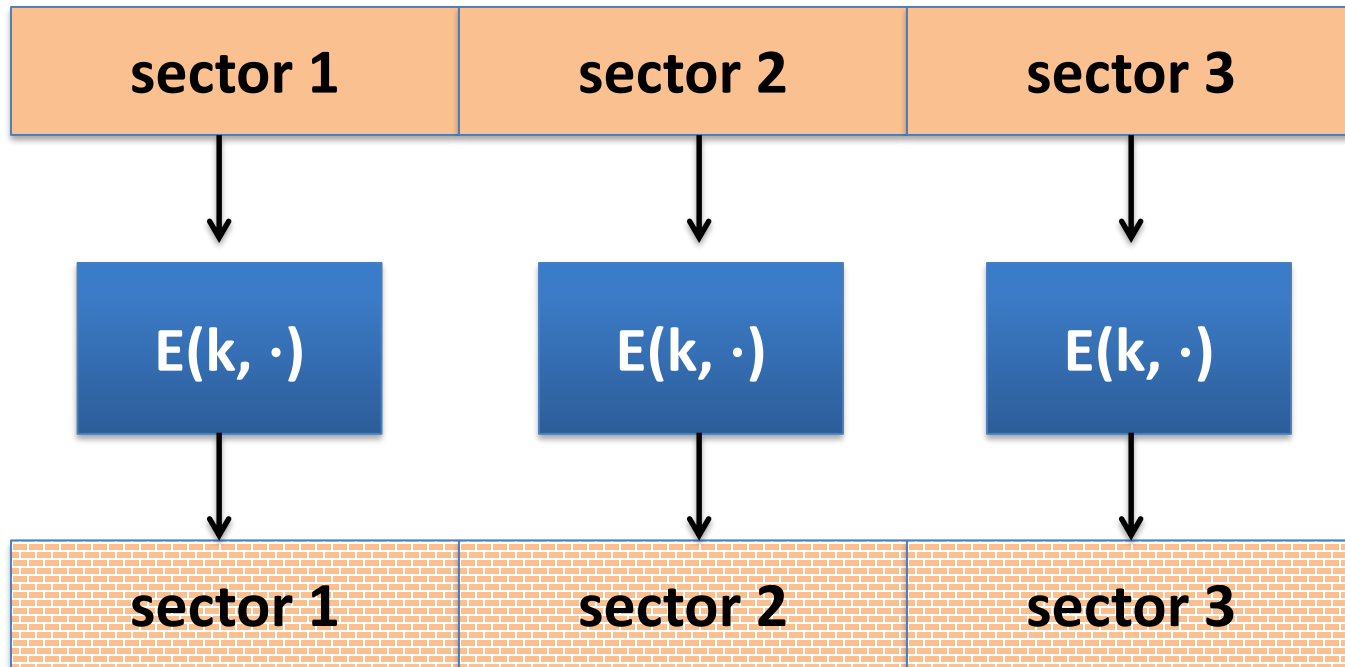 sector 1
sector 2
sector 3
E(k, ·)
E(k, ·)
E(k, ·)
sector 1
sector 2
sector 3